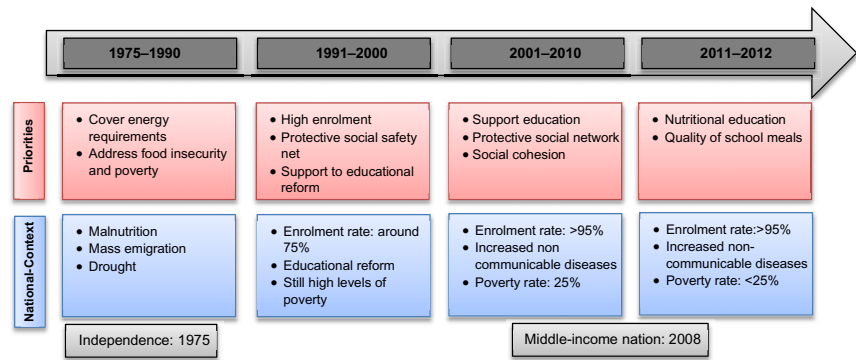 1975–1990
1991–2000
2001–2010
2011–2012
Priorities
• Cover energy
requirements
• Address food insecurity
and poverty
• High enrolment
• Protective social safety
net
• Support to educational
reform
• Support education
• Protective social network
• Social cohesion
• Nutritional education
• Quality of school meals
National-Context
• Malnutrition
• Mass emigration
• Drought
• Enrolment rate: around
75%
• Educational reform
• Still high levels of
poverty
• Enrolment rate: >95%
• Increased non
communicable diseases
• Poverty rate: 25%
• Enrolment rate:>95%
• Increased non-
communicable diseases
• Poverty rate: <25%
Independence: 1975
Middle-income nation: 2008